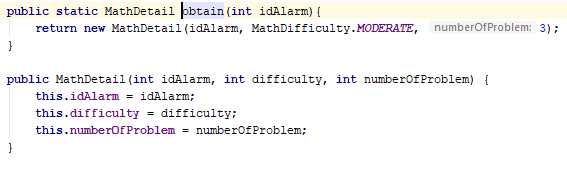 public static MathDetail obtain(int idAlarm){
return new MathDetail(idAlarm, MathDifficulty.MODERATE, numberOfProblem: 3);
}
public MathDetail(int idAlarm, int difficulty, int numberOfProblem) {
this.idAlarm = idAlarm;
this.difficulty = difficulty;
this.numberOfProblem = numberOfProblem;
}